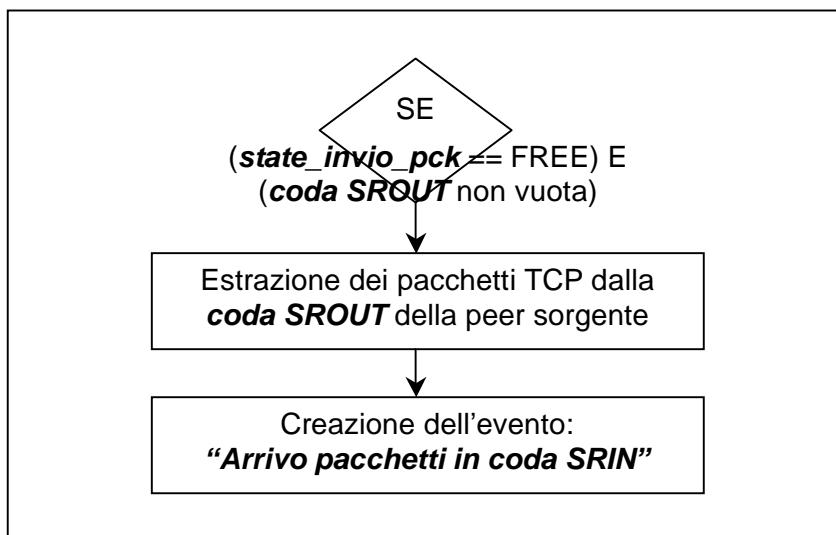 SE
(state_invio_pck == FREE) E
(coda SROUT non vuota)
Estrazione dei pacchetti TCP dalla
coda SROUT della peer sorgente
Creazione dell’evento:
“Arrivo pacchetti in coda SRIN”